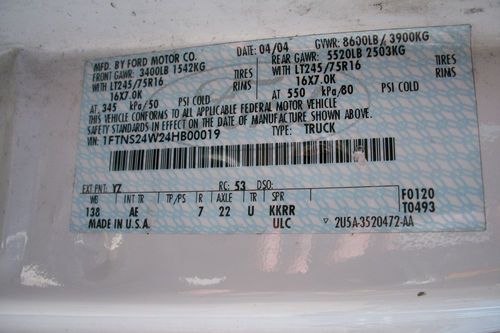 MFD. BY FORD MOTOR CO.
DATE: 04/04 GVWR: 8600LB / 3900KG
FRONT GAWR: 3400LB 1542KG REAR GAWR: 5520LB 2503KG
WITH LT245/75R16 TIRES WITH LT245/75R16 TIRES
16X7.0K RIMS 16X7.0K RIMS
AT 345 kPa/50 PSI COLD AT 550 kPa/80 PSI COLD
THIS VEHICLE CONFORMS TO ALL APPLICABLE FEDERAL MOTOR VEHICLE
SAFETY STANDARDS IN EFFECT ON THE DATE OF MANUFACTURE SHOWN ABOVE.
VIN: 1FTNS24W24HB00019 TYPE: TRUCK
EXT PNT: YZ RC: 53 DSO:
WB INT TR TP/PS R AXLE TR SPR F0120
138 AE 7 22 U KKRR T0493
MADE IN U.S.A. ULC ▽ 2U5A-3520472-AA